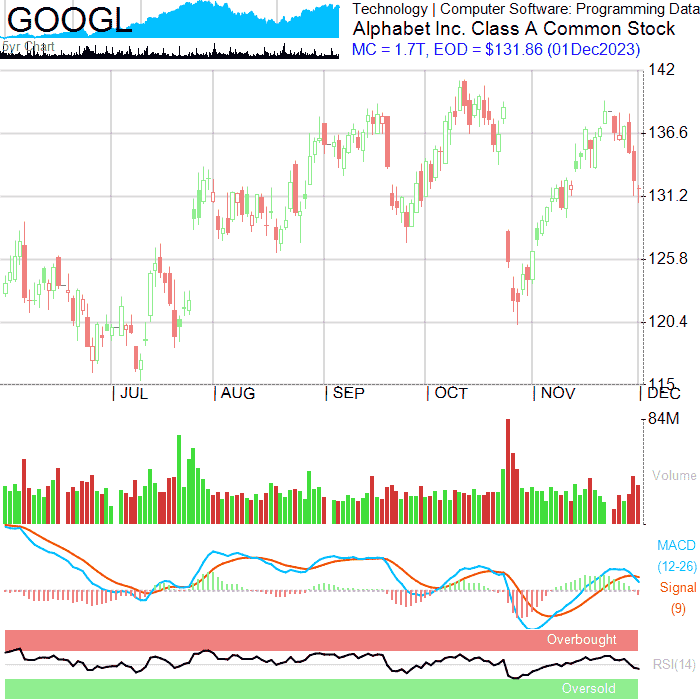 GOOGL
5yr Chart
Technology | Computer Software: Programming Data
Alphabet Inc. Class A Common Stock
MC = 1.7T, EOD = $131.86 (01Dec2023)
142
136.6
131.2
125.8
120.4
115
JUL
AUG
SEP
OCT
NOV
DEC
84M
Volume
MACD
(12-26)
Signal
(9)
Overbought
RSI(14)
Oversold